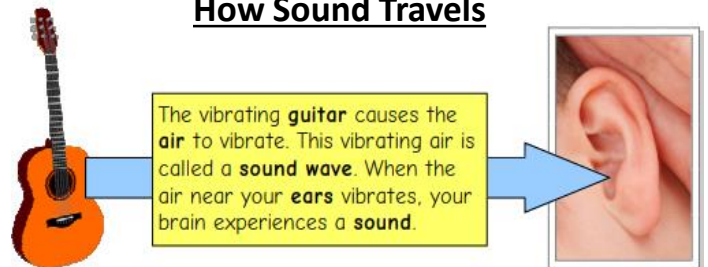 How Sound Travels
The vibrating guitar causes the
air to vibrate. This vibrating air is
called a sound wave. When the
air near your ears vibrates, your
brain experiences a sound.